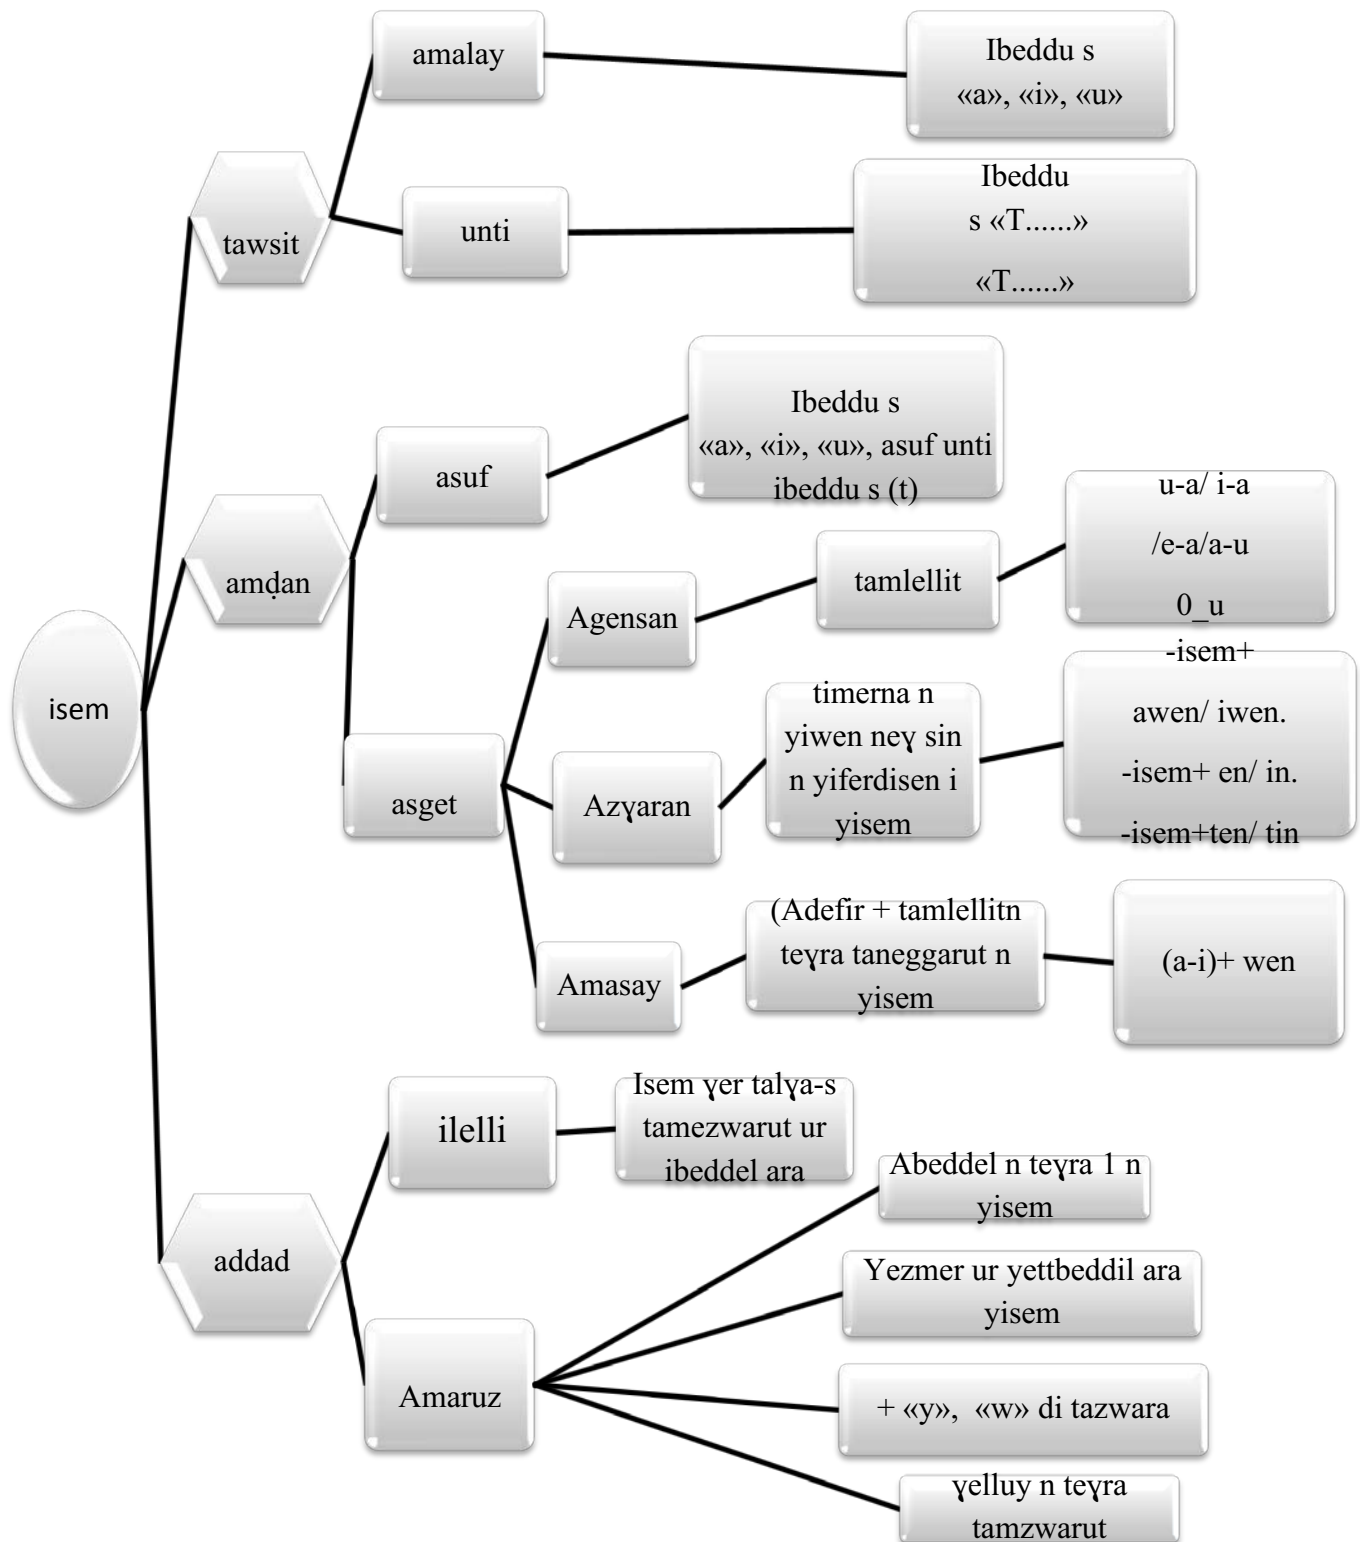 amalay
Ibeddu s
«a», «i», «u»
tawsit
unti
Ibeddu
s «T......»
«T......»
isem
amḍan
asuf
Ibeddu s
«a», «i», «u», asuf unti
ibeddu s (t)
asget
Agensan
tamlellit
u-a/ i-a
/e-a/a-u
0_u
Azɣaran
timerna n
yiwen neɣ sin
n yiferdisen i
yisem
-isem+
awen/ iwen.
-isem+ en/ in.
-isem+ten/ tin
Amasay
(Adefir + tamlellitn
teɣra taneggarut n
yisem
(a-i)+ wen
addad
ilelli
Isem ɣer talɣa-s
tamezwarut ur
ibeddel ara
Amaruz
Abeddel n teɣra 1 n
yisem
Yezmer ur yettbeddil ara
yisem
+ «y», «w» di tazwara
ɣelluy n teɣra
tamzwarut